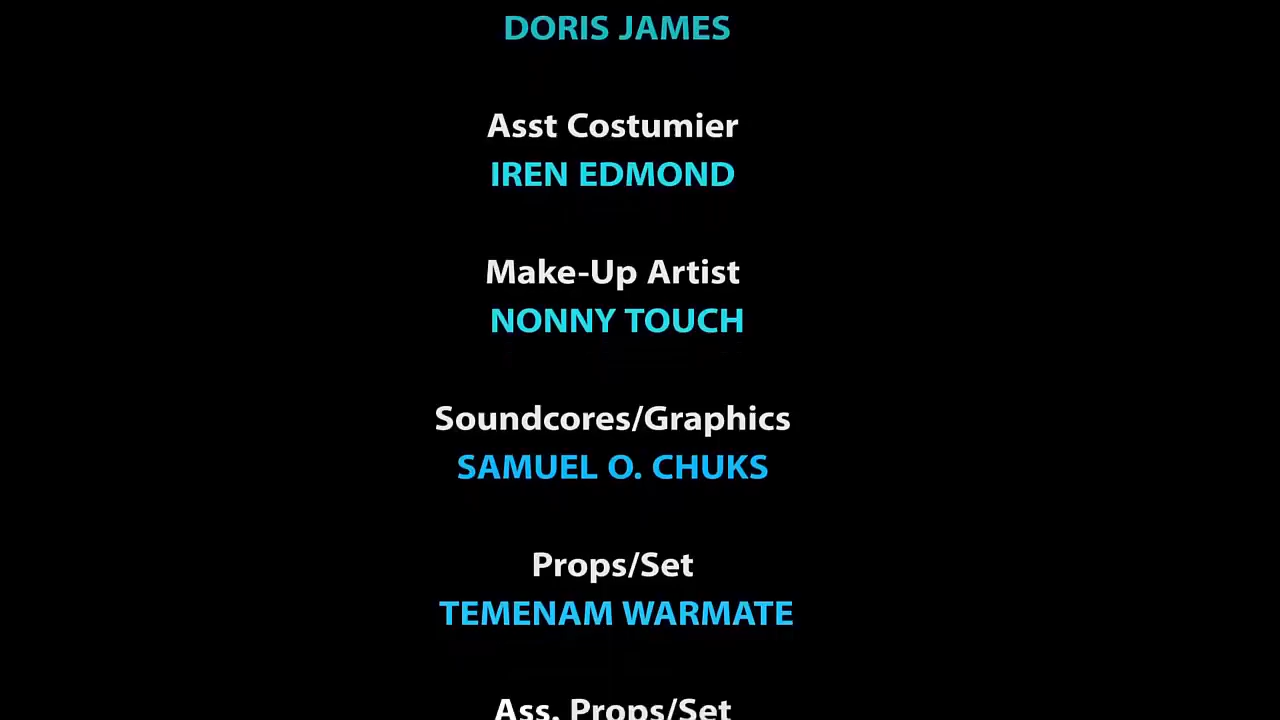 DORIS JAMES
Asst Costumier
IREN EDMOND
Make-Up Artist
NONNY TOUCH
Soundcores/Graphics
SAMUEL O. CHUKS
Props/Set
TEMENAM WARMATE
Ass. Props/Set